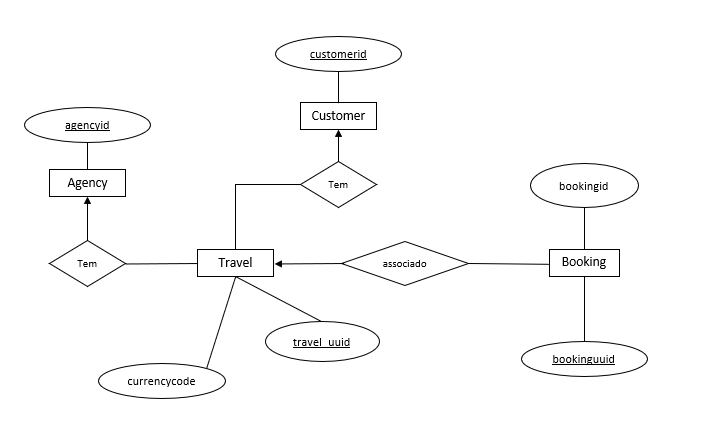 customerid
Customer
agencyid
Agency
Tem
bookingid
Tem
Travel
associado
Booking
travel_uuid
bookinguuid
currencycode